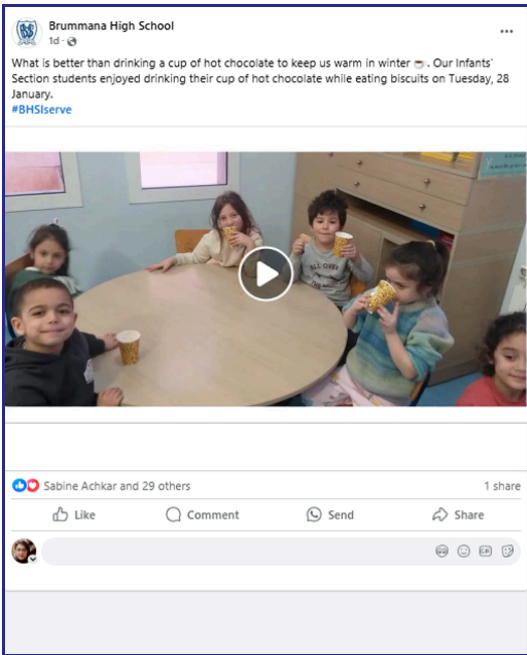 Brummana High School
1d ·
What is better than drinking a cup of hot chocolate to keep us warm in winter ☕. Our Infants'
Section students enjoyed drinking their cup of hot chocolate while eating biscuits on Tuesday, 28
January.
#BHSIserve
ALL OVER
Sabine Achkar and 29 others
1 share
Like
Comment
Send
Share